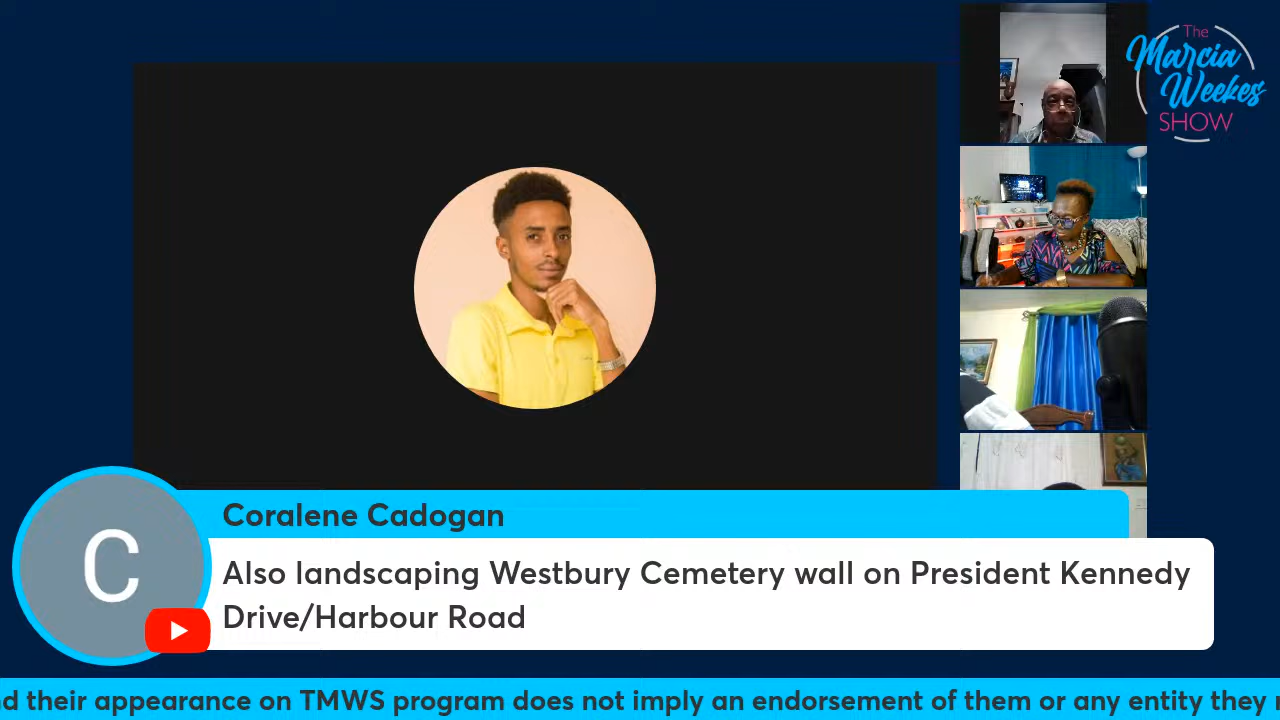 The
Marcia
Weekes
SHOW
C
Coralene Cadogan
Also landscaping Westbury Cemetery wall on President Kennedy
Drive/Harbour Road
d their appearance on TMWS program does not imply an endorsement of them or any entity they